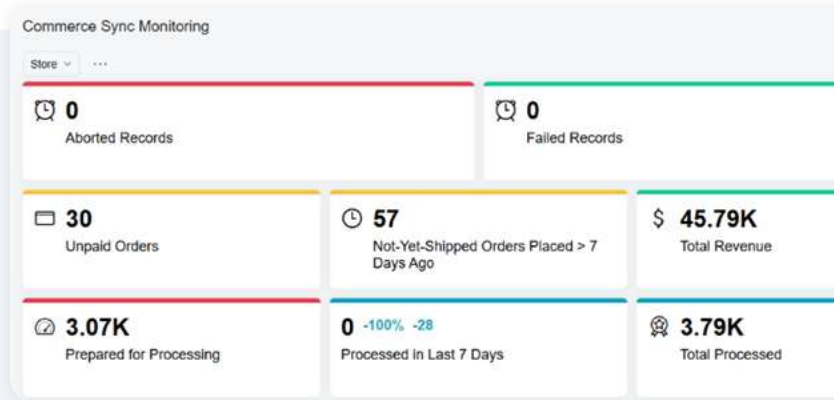 Commerce Sync Monitoring
Store ...
0
Aborted Records
0
Failed Records
30
Unpaid Orders
57
Not-Yet-Shipped Orders Placed > 7
Days Ago
$ 45.79K
Total Revenue
3.07K
Prepared for Processing
0 -100% -28
Processed in Last 7 Days
3.79K
Total Processed